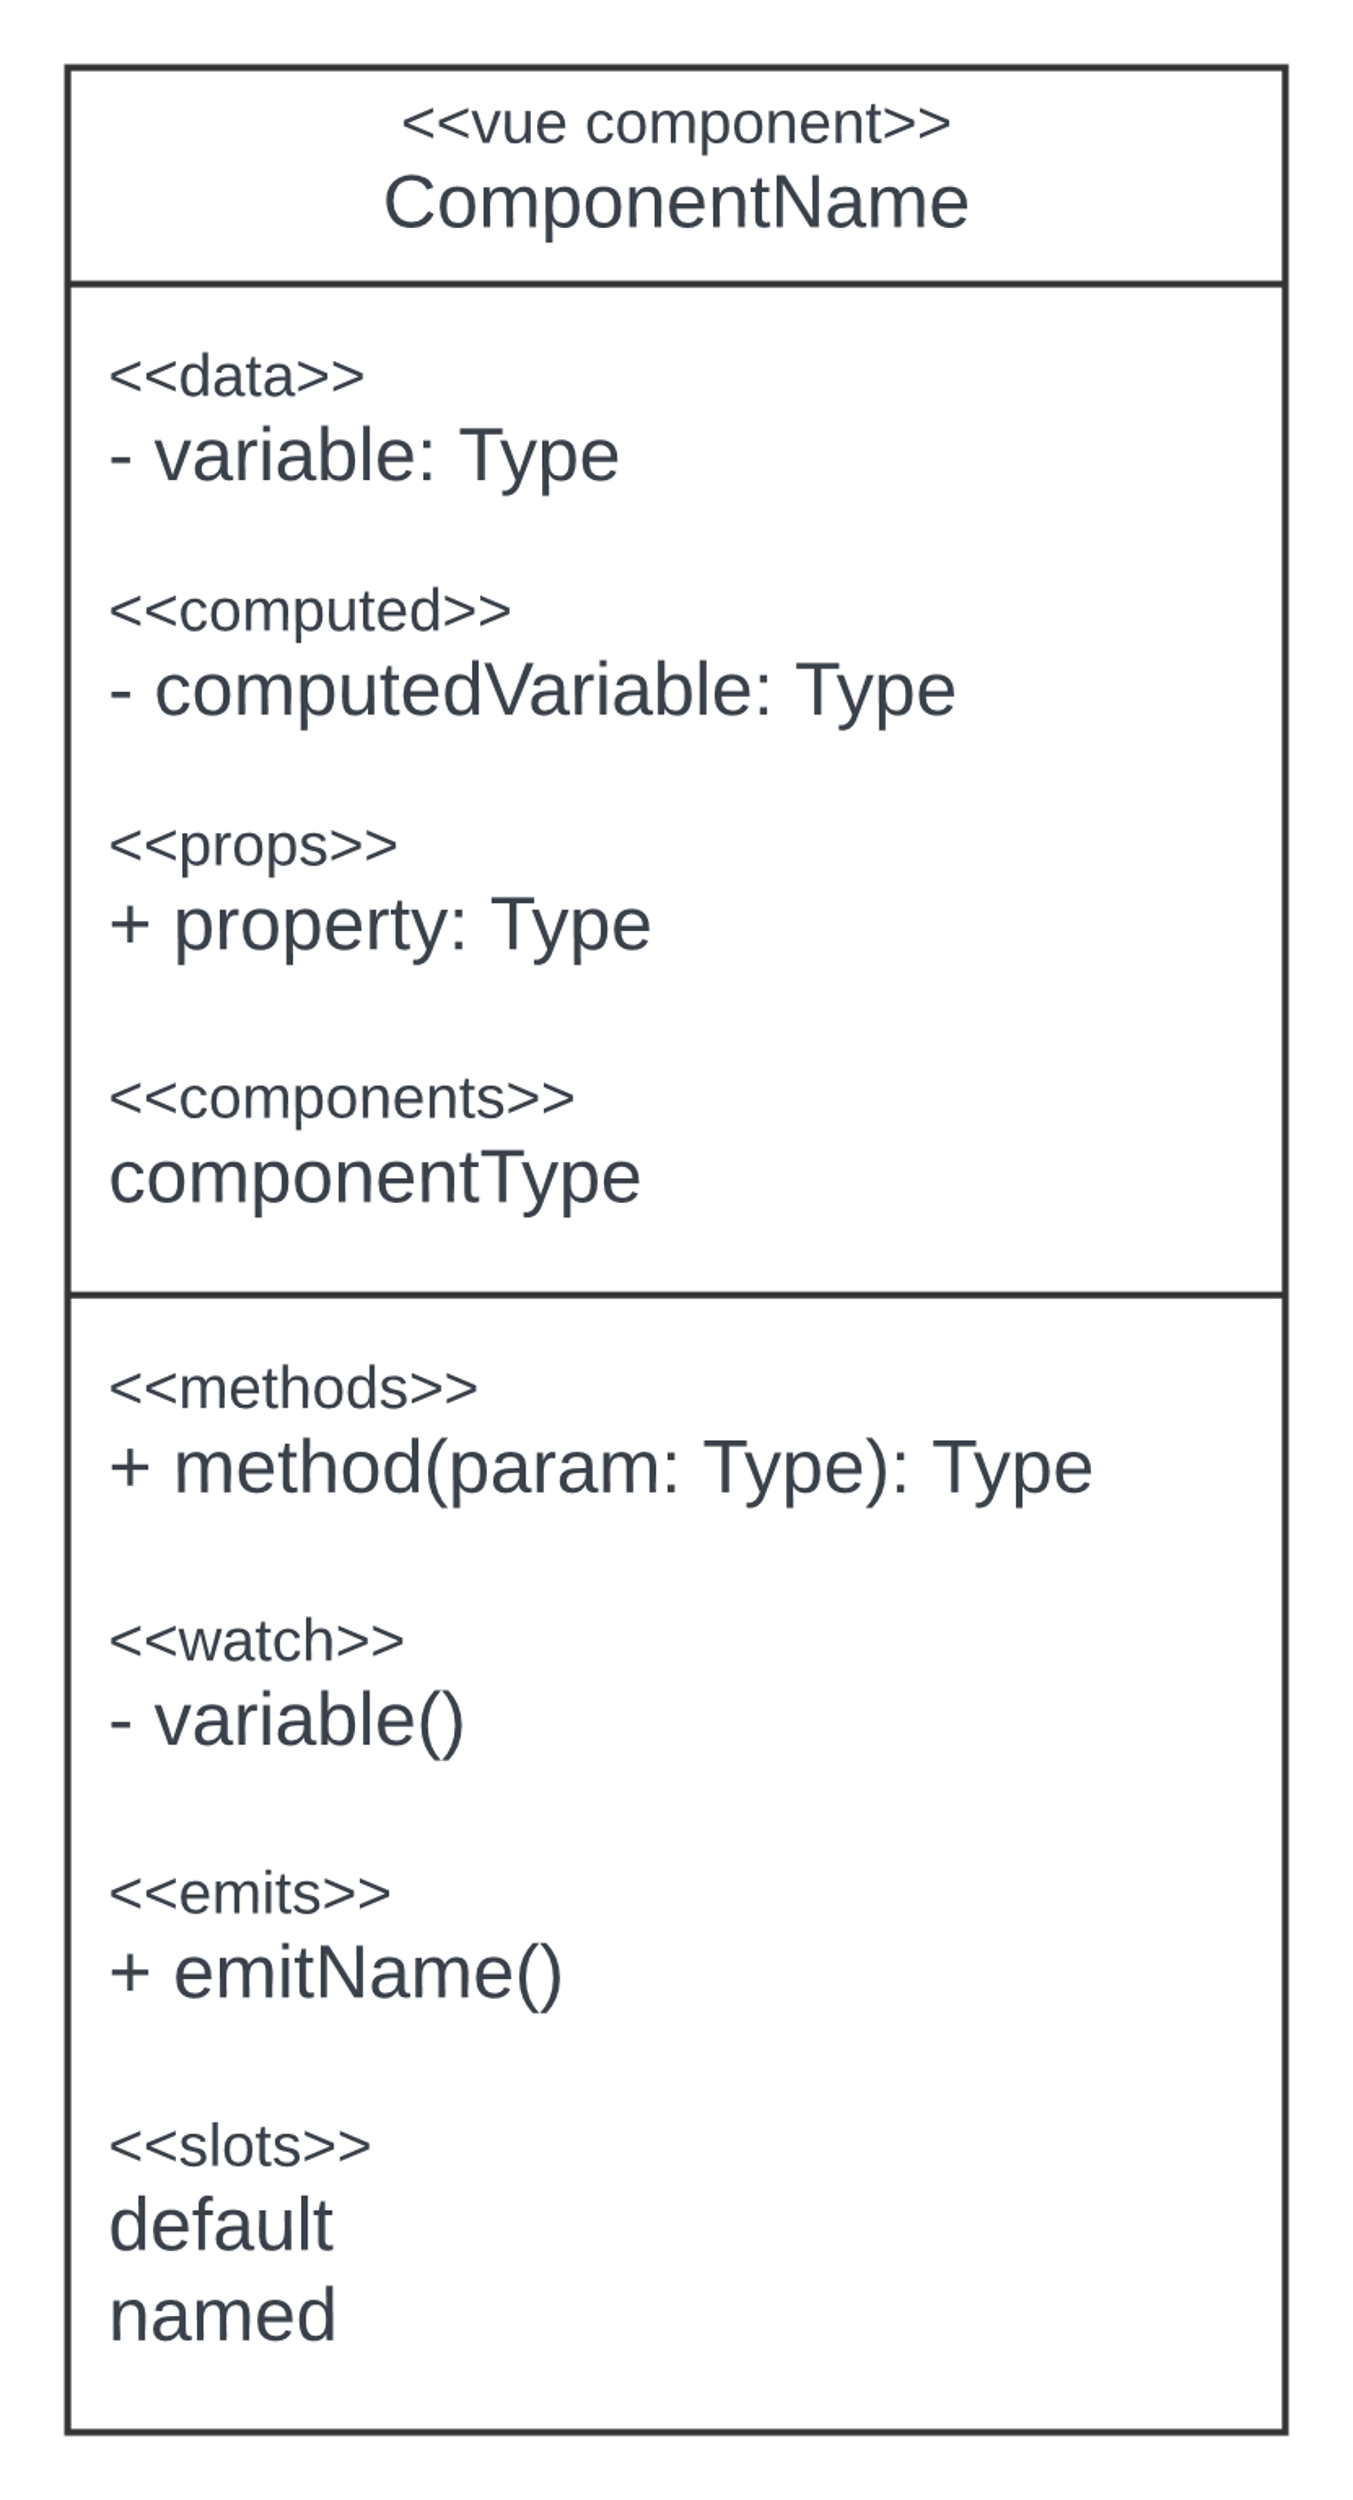 <<vue component>>
ComponentName
<<data>>
- variable: Type
<<computed>>
- computedVariable: Type
<<props>>
+ property: Type
<<components>>
componentType
<<methods>>
+ method(param: Type): Type
<<watch>>
- variable()
<<emits>>
+ emitName()
<<slots>>
default
named